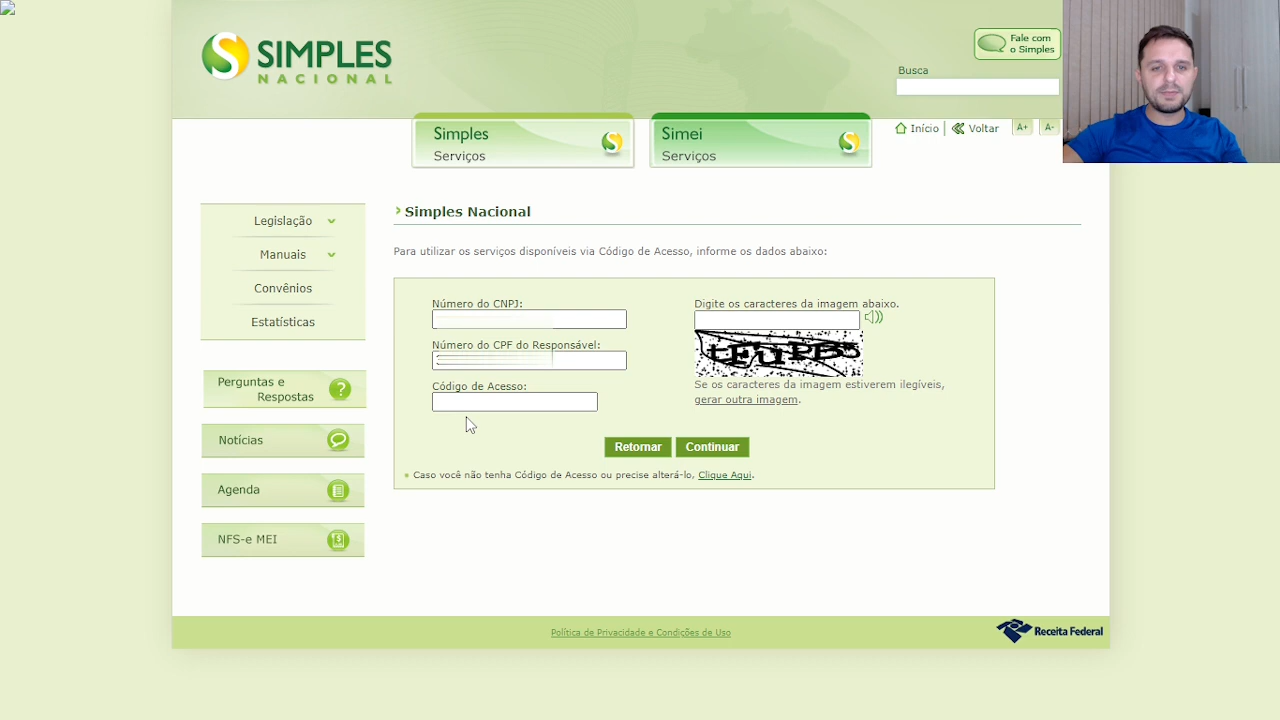 SIMPLES
NACIONAL
Fale com
o Simples
Busca
Simples
Serviços
Simei
Serviços
Início
Voltar
A+
A-
Legislação
Manuais
Convênios
Estatísticas
Perguntas e
Respostas
Notícias
Agenda
NFS-e MEI
Simples Nacional
Para utilizar os serviços disponíveis via Código de Acesso, informe os dados abaixo:
Número do CNPJ:
Número do CPF do Responsável:
Código de Acesso:
Digite os caracteres da imagem abaixo.
Se os caracteres da imagem estiverem ilegíveis,
gerar outra imagem.
Retornar
Continuar
Caso você não tenha Código de Acesso ou precise alterá-lo, Clique Aqui.
Política de Privacidade e Condições de Uso
Receita Federal